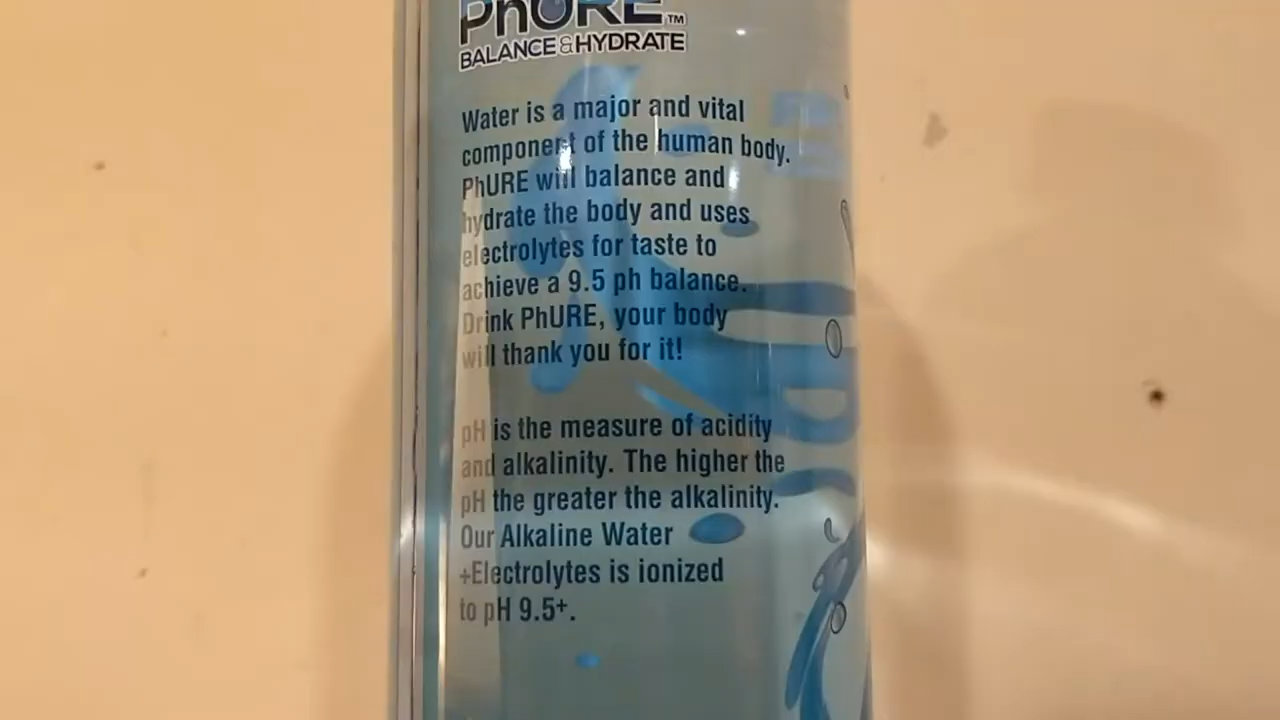 PhURE™
BALANCE & HYDRATE
Water is a major and vital
component of the human body.
PhURE will balance and
hydrate the body and uses
electrolytes for taste to
achieve a 9.5 ph balance.
Drink PhURE, your body
will thank you for it!
pH is the measure of acidity
and alkalinity. The higher the
pH the greater the alkalinity.
Our Alkaline Water
+Electrolytes is ionized
to pH 9.5+.